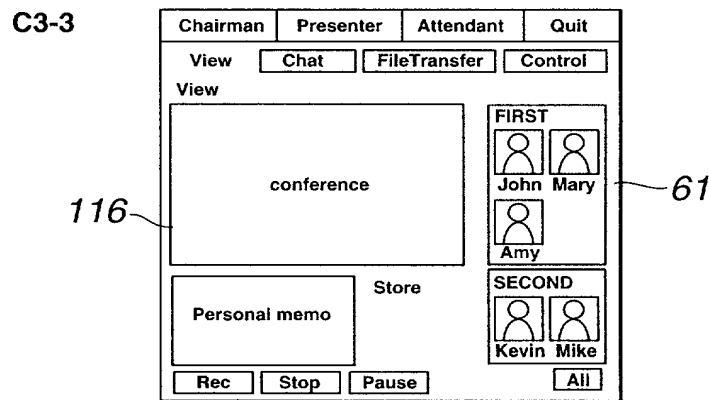 C3-3
Chairman Presenter Attendant Quit
View Chat FileTransfer Control
View
FIRST
conference
John Mary
116
61
Amy
Store
SECOND
Personal memo
Kevin Mike
Rec Stop Pause All